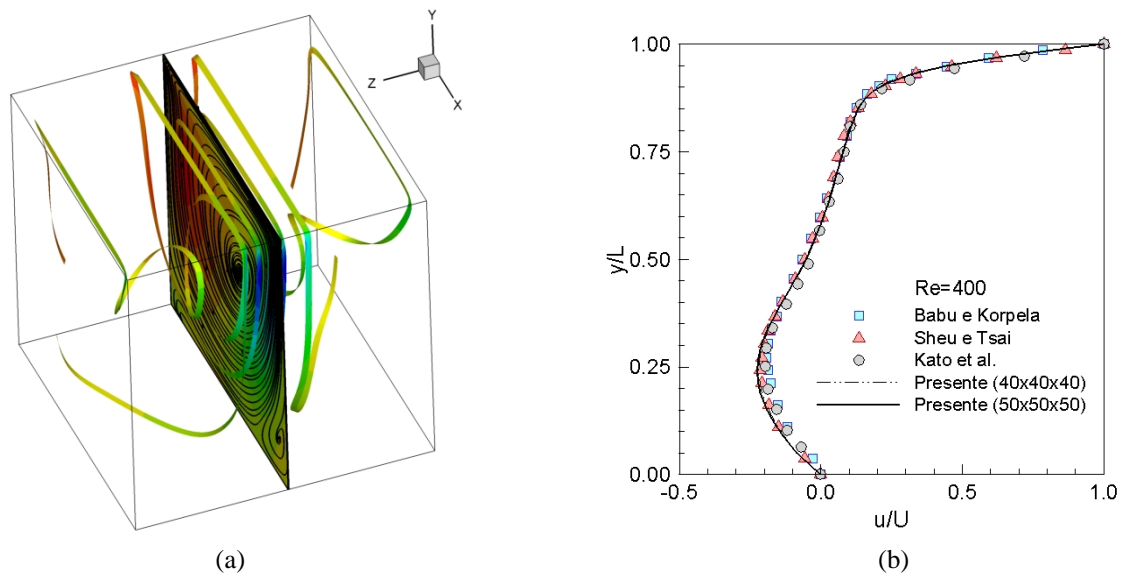 Y
Z
X
(a)
1.00
0.75
0.50
0.25
0.00
y/L
-0.5
0.0
0.5
1.0
u/U
Re=400
Babu e Korpela
Sheu e Tsai
Kato et al.
Presente (40x40x40)
Presente (50x50x50)
(b)